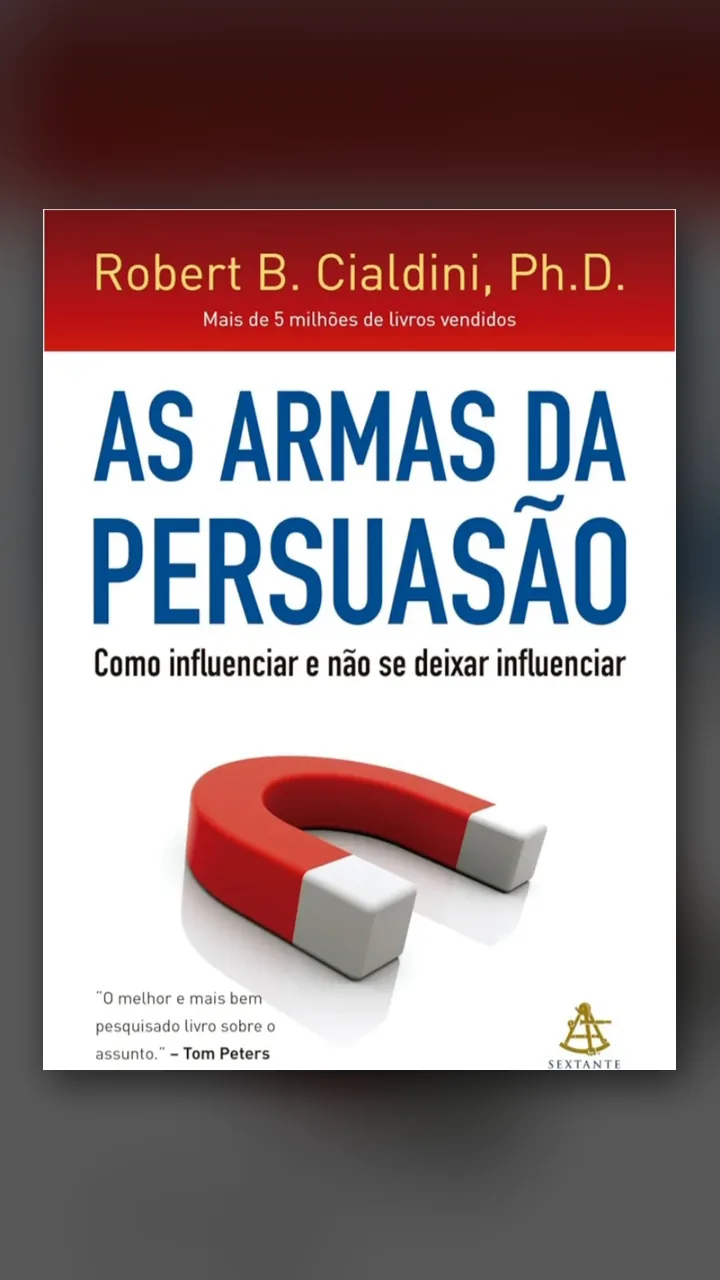 Robert B. Cialdini, Ph.D.
Mais de 5 milhões de livros vendidos
AS ARMAS DA
PERSUASÃO
Como influenciar e não se deixar influenciar
“O melhor e mais bem
pesquisado livro sobre o
assunto.” – Tom Peters
SEXTANTE